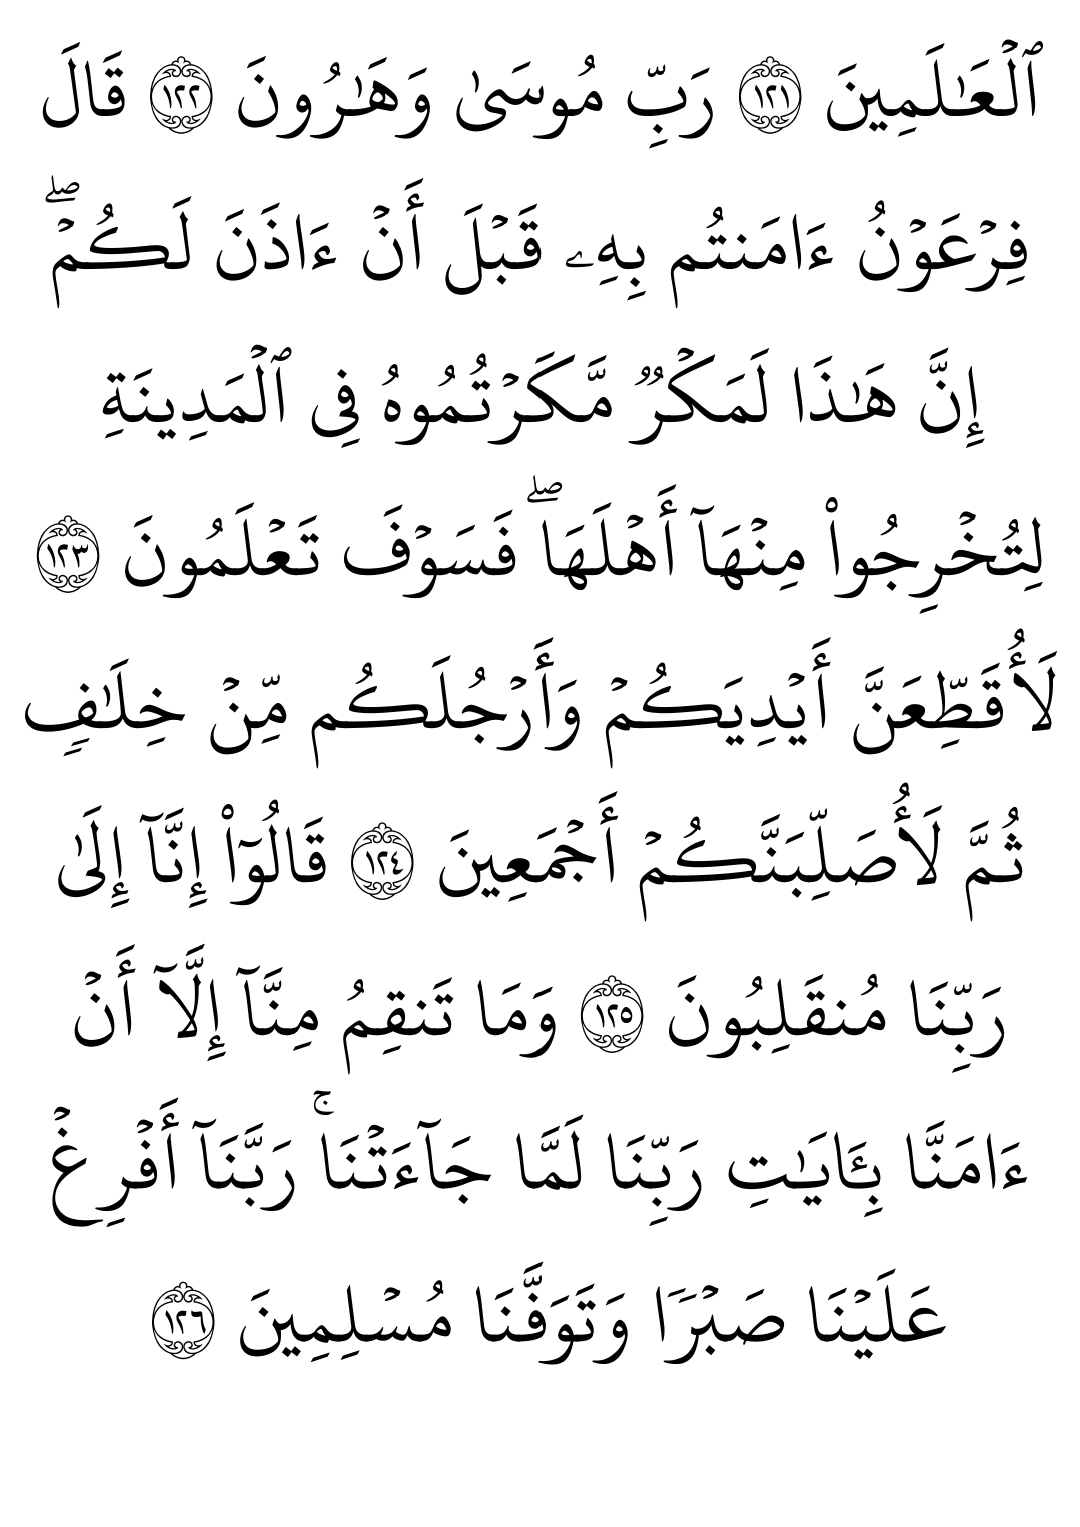 ٱلۡعَٰلَمِينَ ١٢١ رَبِّ مُوسَىٰ وَهَٰرُونَ ١٢٢ قَالَ
فِرۡعَوۡنُ ءَامَنتُم بِهِۦ قَبۡلَ أَنۡ ءَاذَنَ لَكُمۡۖ
إِنَّ هَٰذَا لَمَكۡرٞ مَّكَرۡتُمُوهُ فِي ٱلۡمَدِينَةِ
لِتُخۡرِجُواْ مِنۡهَآ أَهۡلَهَاۖ فَسَوۡفَ تَعۡلَمُونَ ١٢٣
لَأُقَطِّعَنَّ أَيۡدِيَكُمۡ وَأَرۡجُلَكُم مِّنۡ خِلَٰفٖ
ثُمَّ لَأُصَلِّبَنَّكُمۡ أَجۡمَعِينَ ١٢٤ قَالُوٓاْ إِنَّآ إِلَىٰ
رَبِّنَا مُنقَلِبُونَ ١٢٥ وَمَا تَنقِمُ مِنَّآ إِلَّآ أَنۡ
ءَامَنَّا بِـَٔايَٰتِ رَبِّنَا لَمَّا جَآءَتۡنَاۚ رَبَّنَآ أَفۡرِغۡ
عَلَيۡنَا صَبۡرٗا وَتَوَفَّنَا مُسۡلِمِينَ ١٢٦